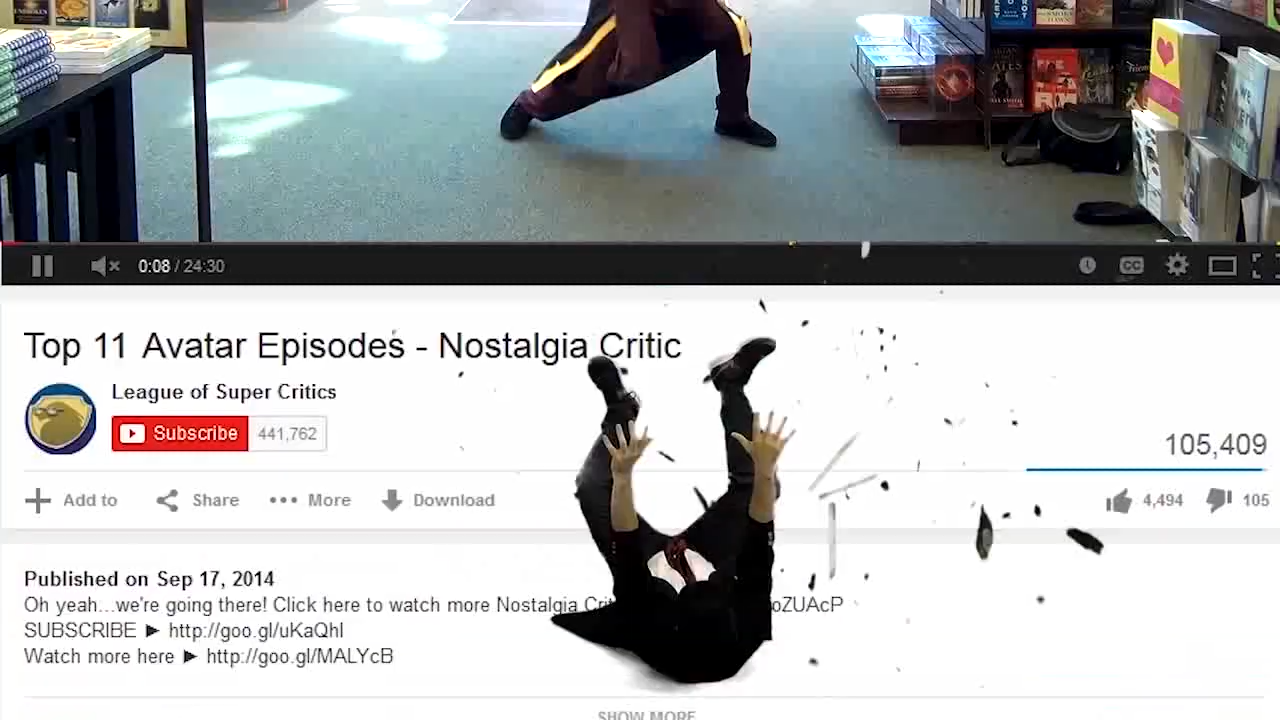 0:08 / 24:30
CC
Top 11 Avatar Episodes - Nostalgia Critic
League of Super Critics
Subscribe 441,762
105,409
Add to Share More Download
4,494 105
Published on Sep 17, 2014
Oh yeah...we're going there! Click here to watch more Nostalgia oZUAcP
SUBSCRIBE ► http://goo.gl/uKaQhI
Watch more here ► http://goo.gl/MALYcB
SHOW MORE